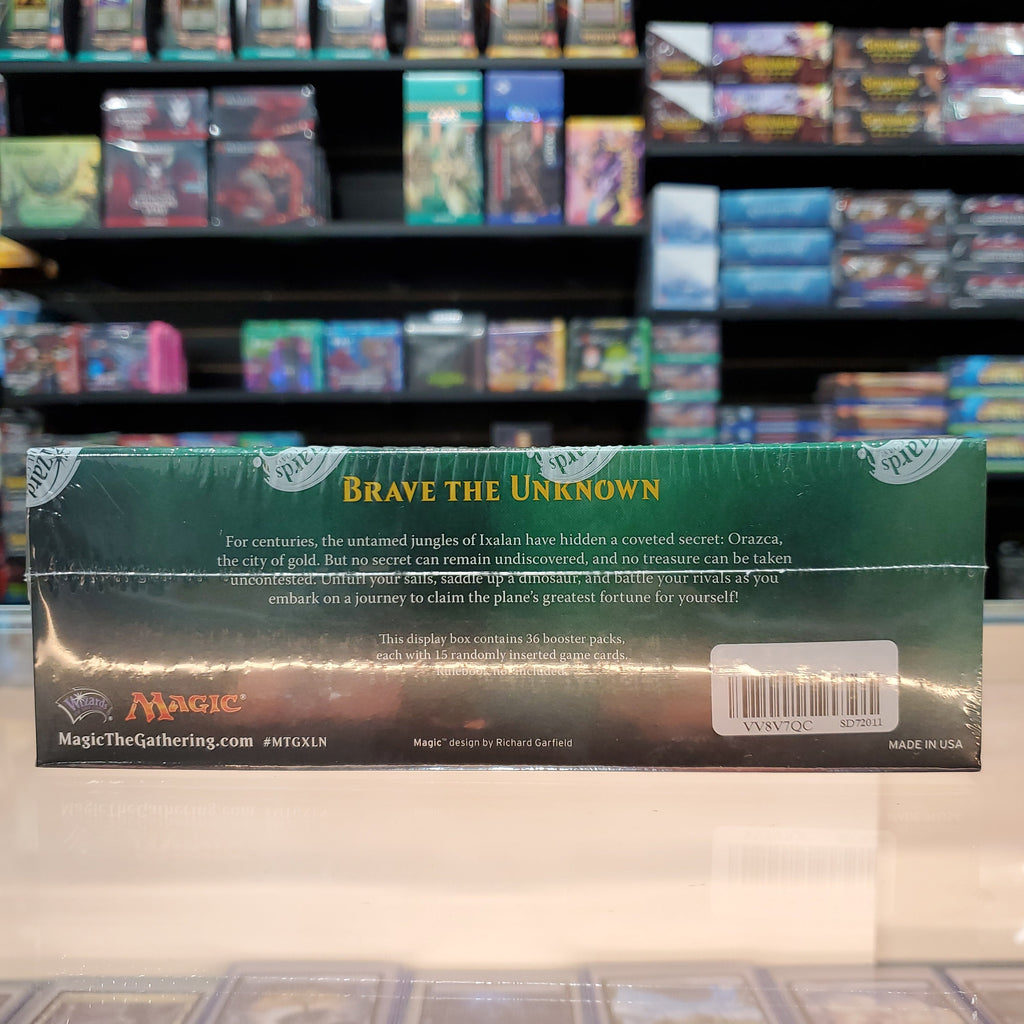 Brave the Unknown
For centuries, the untamed jungles of Ixalan have hidden a coveted secret: Orazca,
the city of gold. But no secret can remain undiscovered, and no treasure can be taken
uncontested. Unfurl your sails, saddle up a dinosaur, and battle your rivals as you
embark on a journey to claim the plane's greatest fortune for yourself!
This display box contains 36 booster packs,
each with 15 randomly inserted game cards.
Rulebook not included.
Wizards
Magic®
MagicTheGathering.com #MTGXLN
Magic™ design by Richard Garfield
VV8V7QC SD72011
MADE IN USA